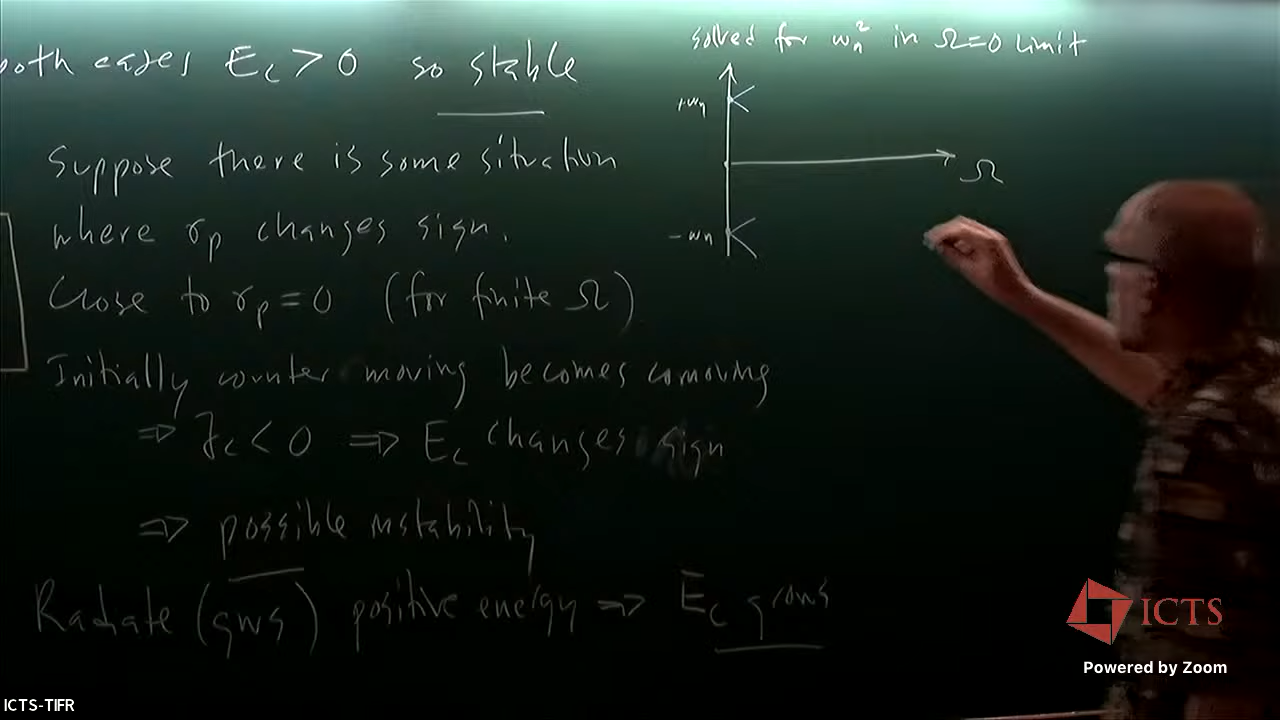 both cases E_c > 0 so stable
Suppose there is some situation
where σ_p changes sign.
Close to σ_p = 0 (for finite Ω)
Initially counter moving becomes comoving
⇒ J_c < 0 ⇒ E_c changes sign
⇒ possible instability
Radiate (gws) positive energy ⇒ E_c grows
solved for ω_n² in Ω=0 limit
+ω_n
Ω
-ω_n
ICTS
Powered by Zoom
ICTS-TIFR